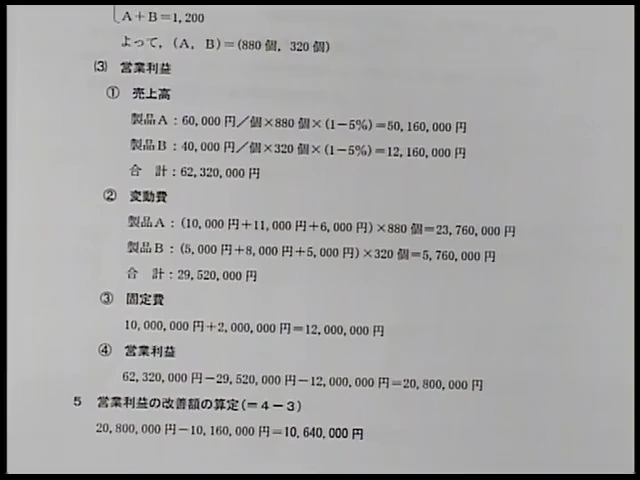 A+B=1,200
よって,(A, B)=(880個, 320個)
⑶ 営業利益
① 売上高
製品A:60,000円/個×880個×(1−5%)=50,160,000円
製品B:40,000円/個×320個×(1−5%)=12,160,000円
合 計:62,320,000円
② 変動費
製品A:(10,000円+11,000円+6,000円)×880個=23,760,000円
製品B:(5,000円+8,000円+5,000円)×320個=5,760,000円
合 計:29,520,000円
③ 固定費
10,000,000円+2,000,000円=12,000,000円
④ 営業利益
62,320,000円−29,520,000円−12,000,000円=20,800,000円
5 営業利益の改善額の算定(=4−3)
20,800,000円−10,160,000円=10,640,000円